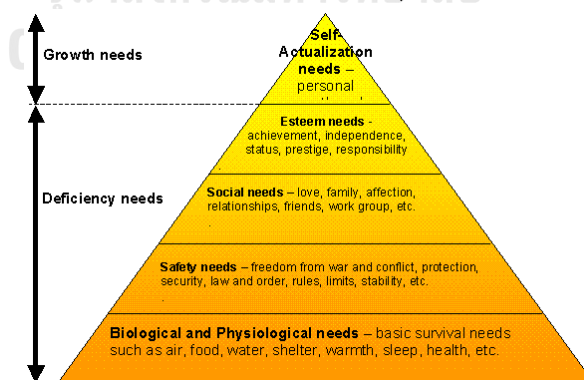 Growth needs
Self-
Actualization
needs –
personal
Esteem needs -
achievement, independence,
status, prestige, responsibility
Deficiency needs
Social needs – love, family, affection,
relationships, friends, work group, etc.
Safety needs – freedom from war and conflict, protection,
security, law and order, rules, limits, stability, etc.
Biological and Physiological needs – basic survival needs
such as air, food, water, shelter, warmth, sleep, health, etc.